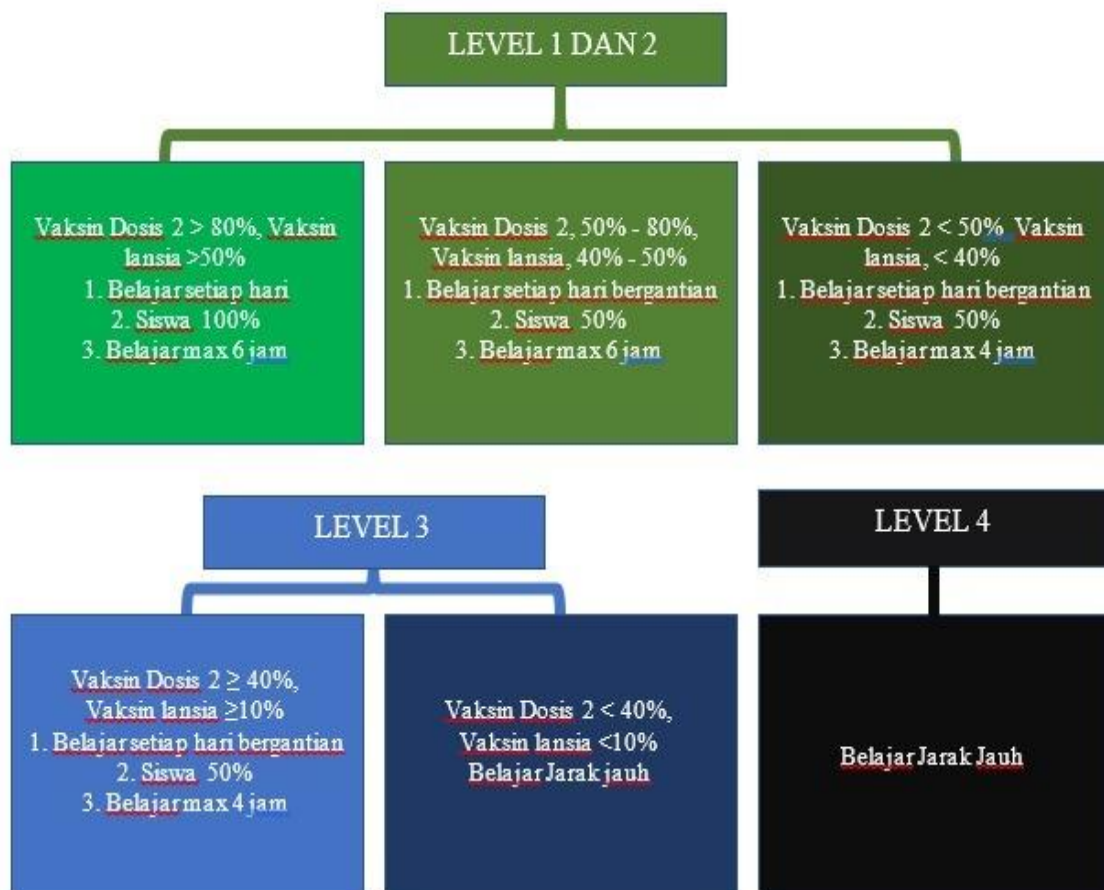 LEVEL 1 DAN 2
Vaksin Dosis 2 > 80%, Vaksin
lansia >50%
1. Belajar setiap hari
2. Siswa 100%
3. Belajar max 6 jam
Vaksin Dosis 2, 50% - 80%,
Vaksin lansia, 40% - 50%
1. Belajar setiap hari bergantian
2. Siswa 50%
3. Belajar max 6 jam
Vaksin Dosis 2 < 50% Vaksin
lansia, < 40%
1. Belajar setiap hari bergantian
2. Siswa 50%
3. Belajar max 4 jam
LEVEL 3
Vaksin Dosis 2 ≥ 40%,
Vaksin lansia ≥10%
1. Belajar setiap hari bergantian
2. Siswa 50%
3. Belajar max 4 jam
Vaksin Dosis 2 < 40%,
Vaksin lansia <10%
Belajar Jarak jauh
LEVEL 4
Belajar Jarak Jauh